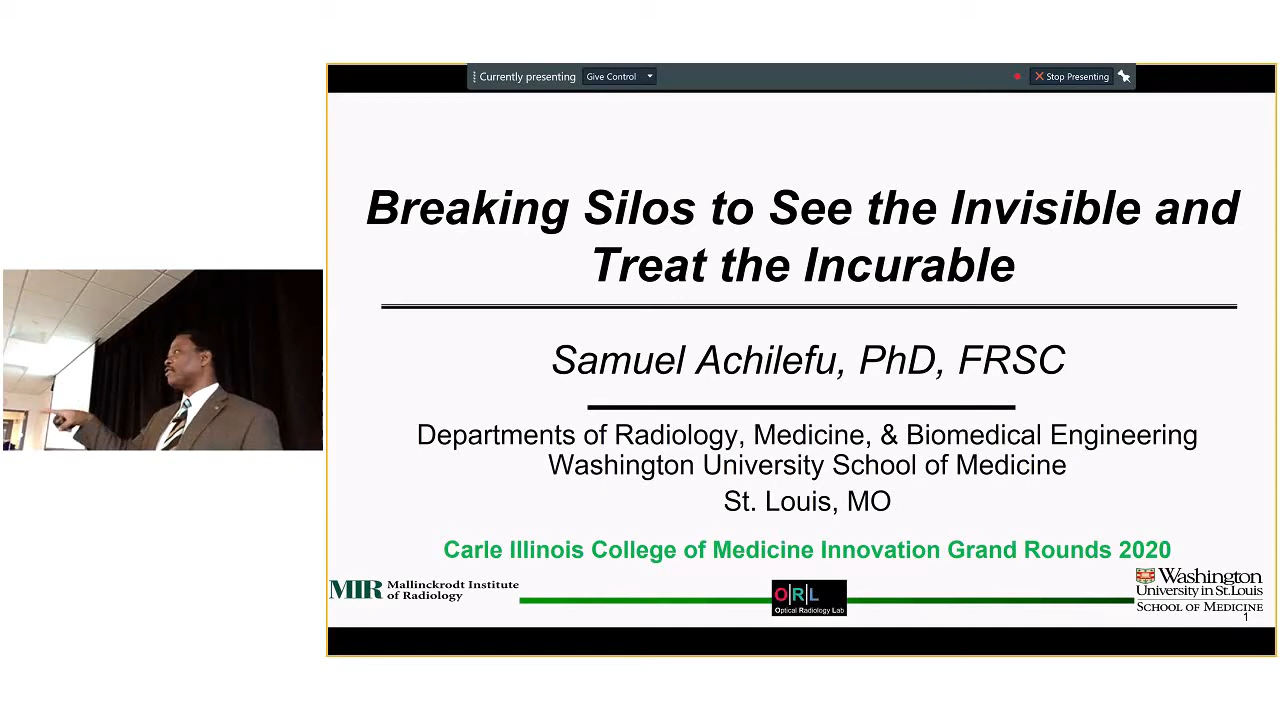 Currently presenting
Give Control
Stop Presenting
Breaking Silos to See the Invisible and
Treat the Incurable
Samuel Achilefu, PhD, FRSC
Departments of Radiology, Medicine, & Biomedical Engineering
Washington University School of Medicine
St. Louis, MO
Carle Illinois College of Medicine Innovation Grand Rounds 2020
MIR Mallinckrodt Institute
of Radiology
O|R|L
Optical Radiology Lab
Washington
University in St. Louis
SCHOOL OF MEDICINE
1